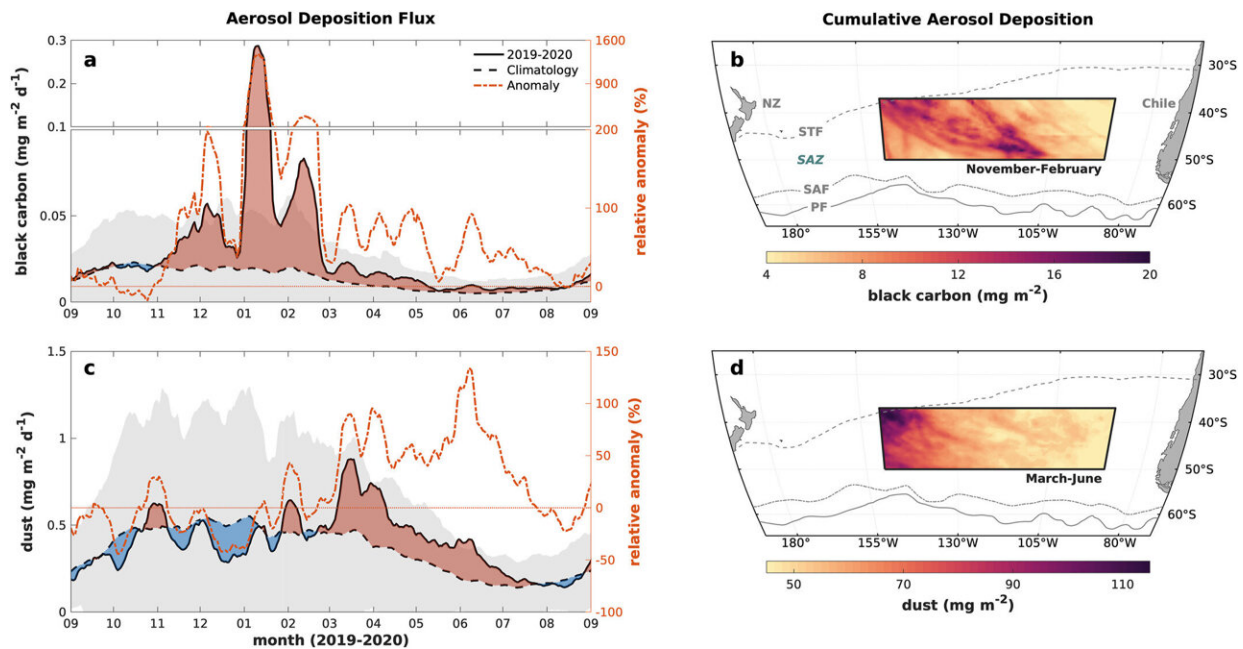 Aerosol Deposition Flux
Cumulative Aerosol Deposition
a
0.3
0.2
0.1
0.05
0
black carbon (mg m⁻² d⁻¹)
2019-2020
Climatology
Anomaly
1600
900
200
100
0
relative anomaly (%)
09 10 11 12 01 02 03 04 05 06 07 08 09
b
NZ
Chile
STF
SAZ
SAF
PF
November-February
30°S
40°S
50°S
60°S
180° 155°W 130°W 105°W 80°W
4 8 12 16 20
black carbon (mg m⁻²)
c
1.5
1
0.5
0
dust (mg m⁻² d⁻¹)
150
100
50
0
-50
-100
relative anomaly (%)
09 10 11 12 01 02 03 04 05 06 07 08 09
month (2019-2020)
d
March-June
30°S
40°S
50°S
60°S
180° 155°W 130°W 105°W 80°W
50 70 90 110
dust (mg m⁻²)